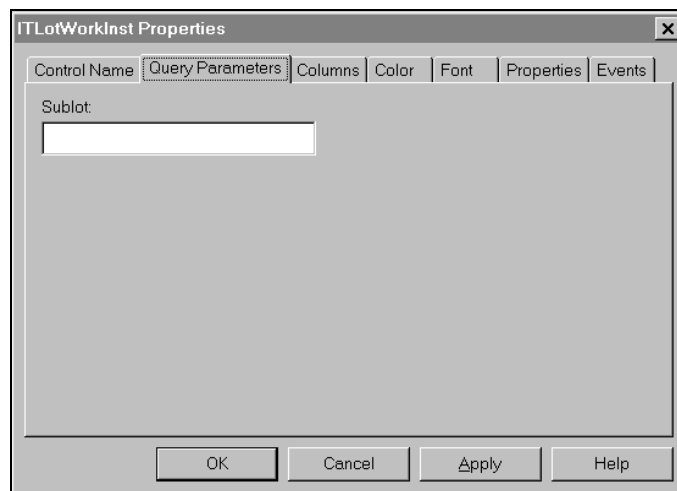 ITLotWorkInst Properties
Control Name Query Parameters Columns Color Font Properties Events
Sublot:
OK Cancel Apply Help